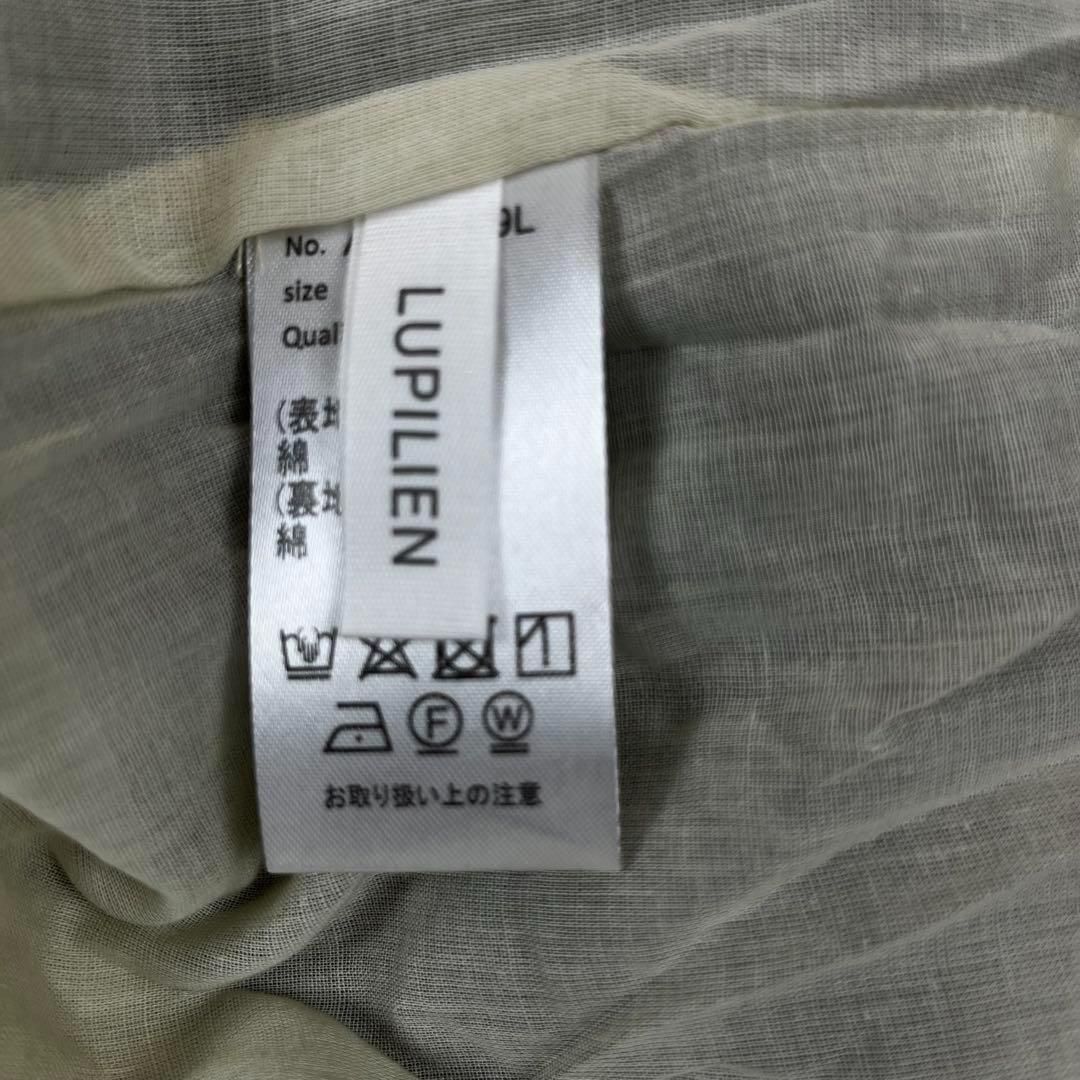 No. 9L
size
Quali
(表地
綿
(裏地
綿
LUPILIEN
F W
お取り扱い上の注意